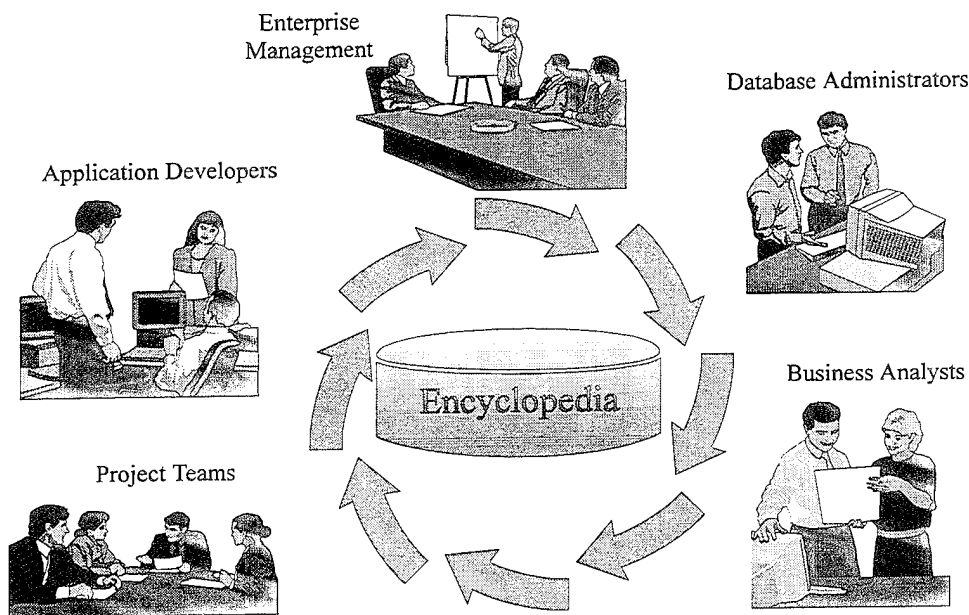 Enterprise
Management
Database Administrators
Application Developers
Encyclopedia
Business Analysts
Project Teams